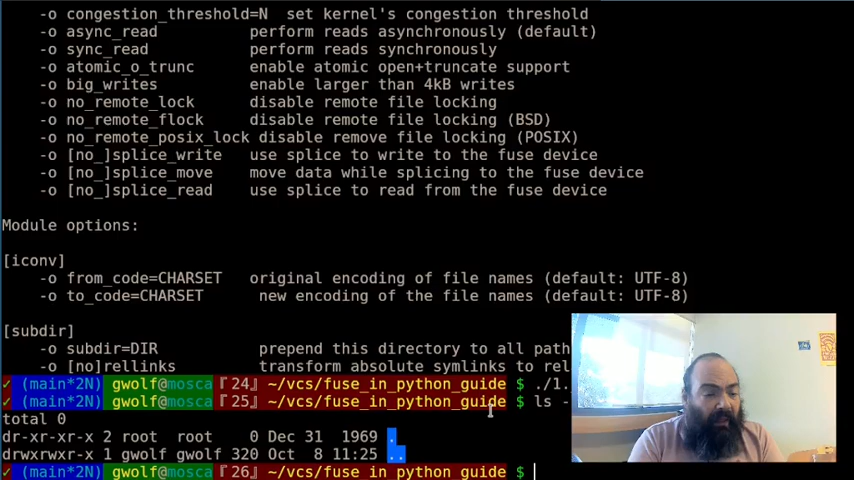 -o congestion_threshold=N set kernel's congestion threshold
-o async_read perform reads asynchronously (default)
-o sync_read perform reads synchronously
-o atomic_o_trunc enable atomic open+truncate support
-o big_writes enable larger than 4kB writes
-o no_remote_lock disable remote file locking
-o no_remote_flock disable remote file locking (BSD)
-o no_remote_posix_lock disable remove file locking (POSIX)
-o [no_]splice_write use splice to write to the fuse device
-o [no_]splice_move move data while splicing to the fuse device
-o [no_]splice_read use splice to read from the fuse device
Module options:
[iconv]
-o from_code=CHARSET original encoding of file names (default: UTF-8)
-o to_code=CHARSET new encoding of the file names (default: UTF-8)
[subdir]
-o subdir=DIR prepend this directory to all path
-o [no]rellinks transform absolute symlinks to rel
✓ (main*2N) gwolf@mosca『24』 ~/vcs/fuse_in_python_guide $ ./1.
✓ (main*2N) gwolf@mosca『25』 ~/vcs/fuse_in_python_guide $ ls -
total 0
dr-xr-xr-x 2 root root 0 Dec 31 1969 .
drwxrwxr-x 1 gwolf gwolf 320 Oct 8 11:25 ..
✓ (main*2N) gwolf@mosca『26』 ~/vcs/fuse_in_python_guide $